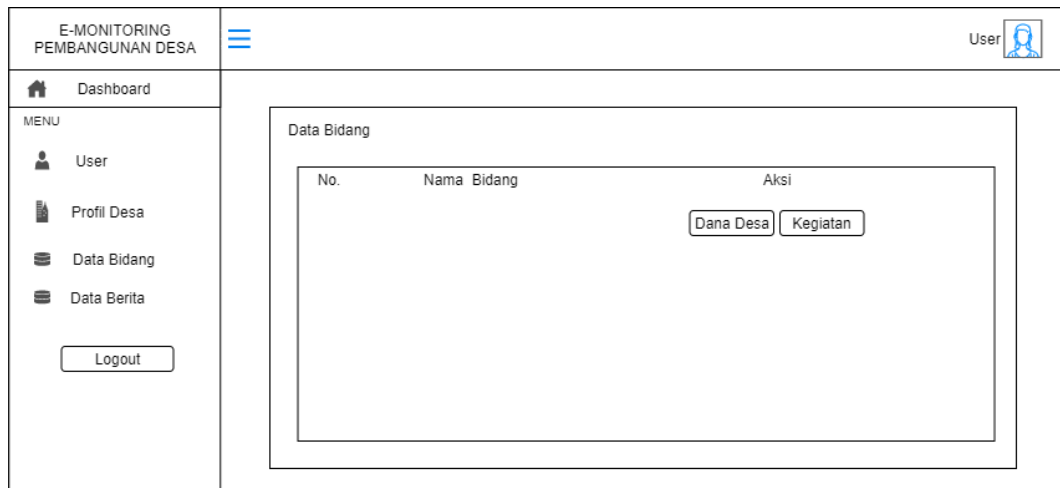 E-MONITORING
PEMBANGUNAN DESA
User
Dashboard
MENU
User
Profil Desa
Data Bidang
Data Berita
Logout
Data Bidang
No. Nama Bidang Aksi
Dana Desa Kegiatan